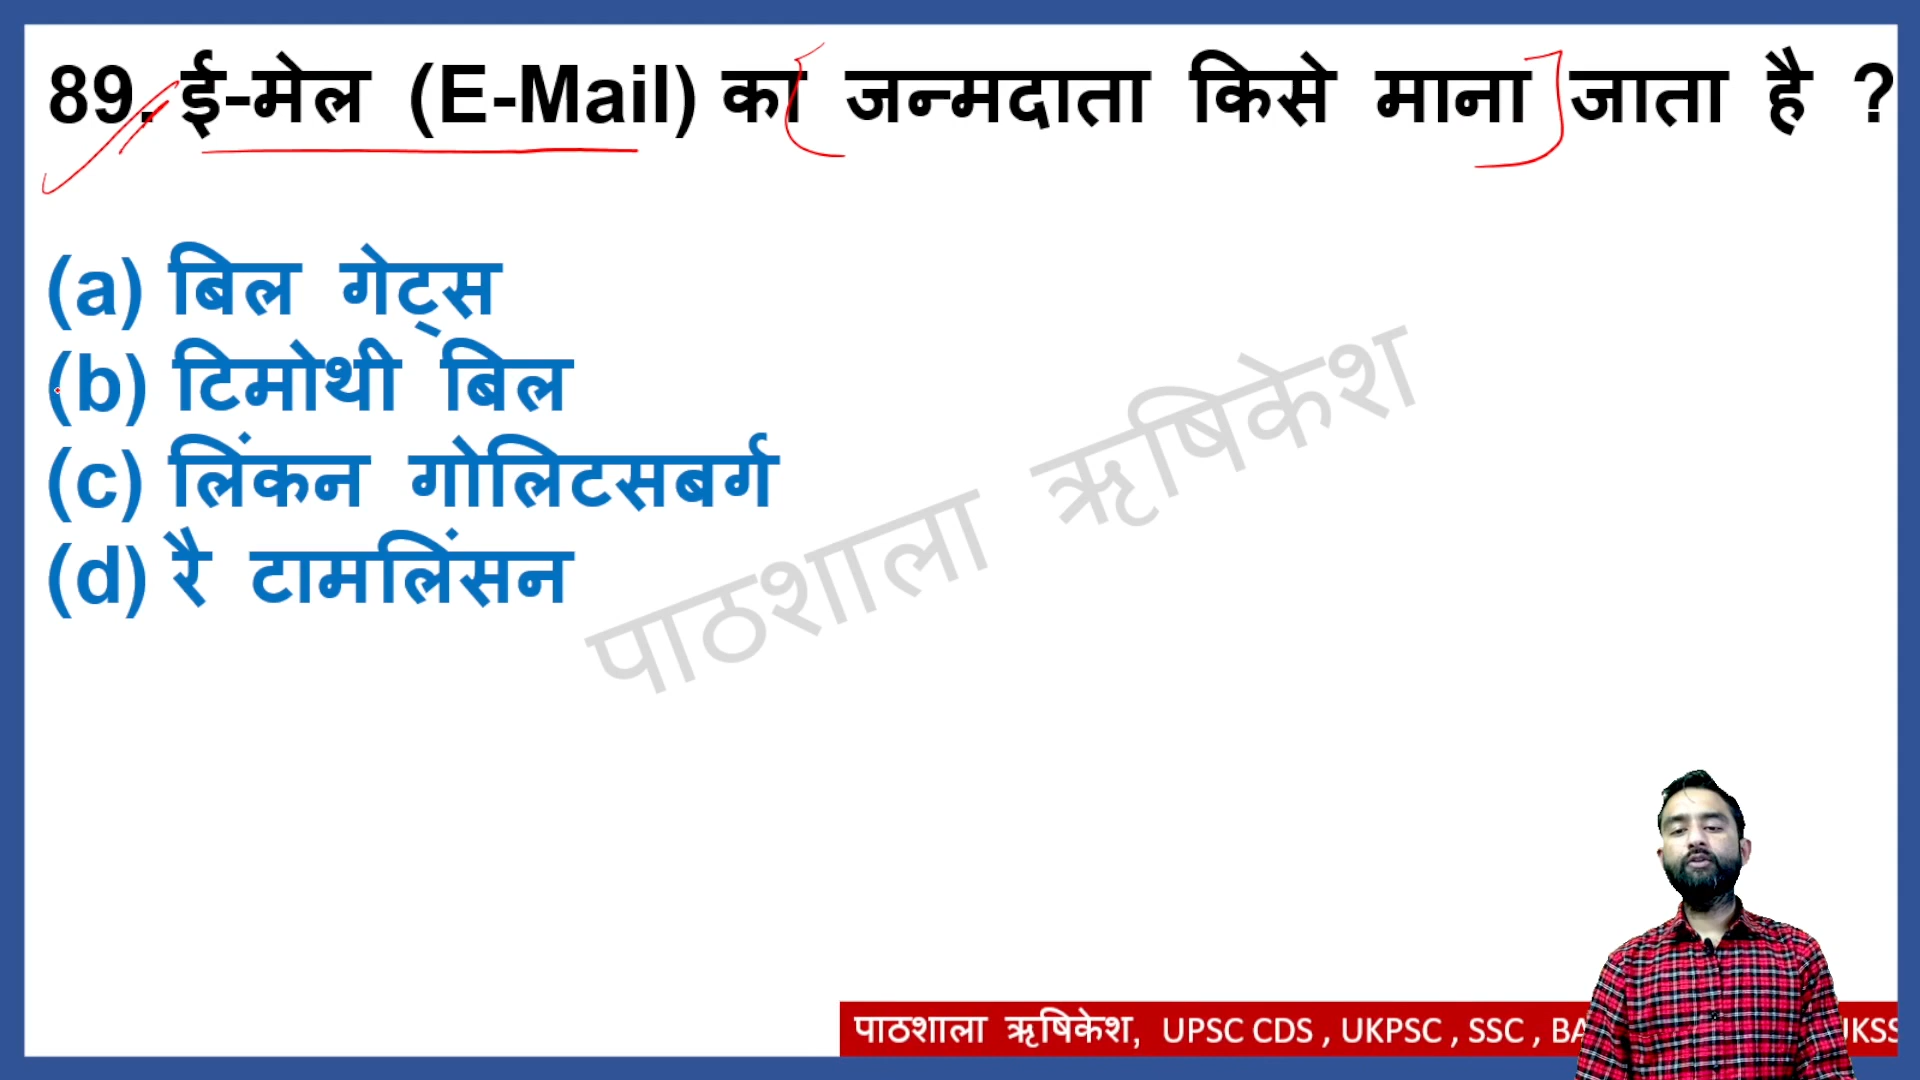 89. ई-मेल (E-Mail) का जन्मदाता किसे माना जाता है ?
(a) बिल गेट्स
(b) टिमोथी बिल
(c) लिंकन गोलिटसबर्ग
(d) रै टामलिंसन
पाठशाला ऋषिकेश
पाठशाला ऋषिकेश, UPSC CDS , UKPSC , SSC ,